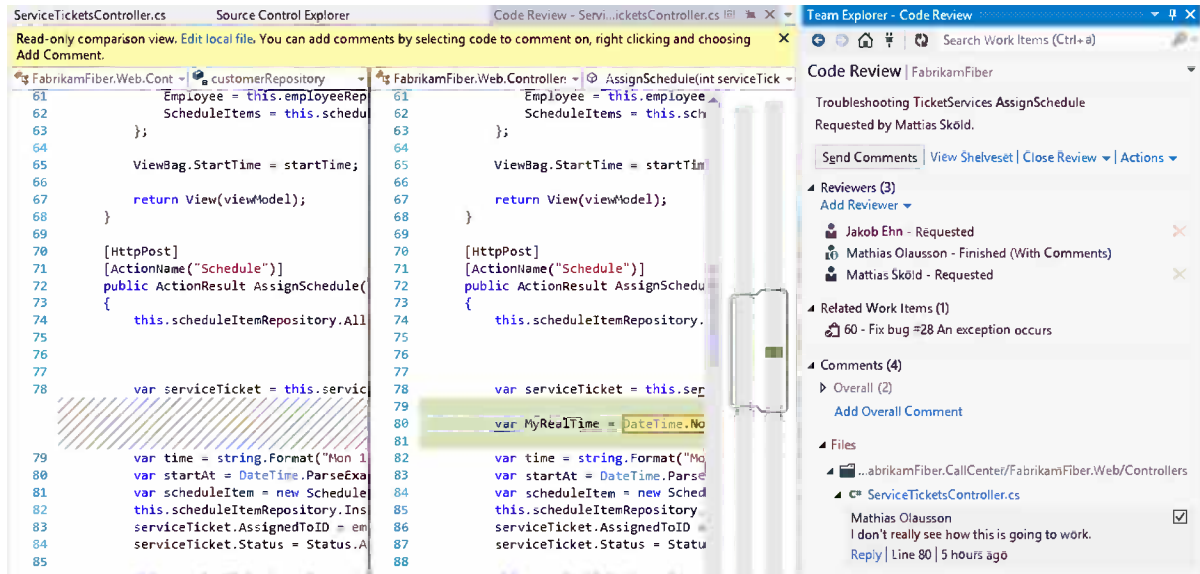 ServiceTicketsController.cs Source Control Explorer Code Review - Servi...icketsController.cs
Read-only comparison view. Edit local file. You can add comments by selecting code to comment on, right clicking and choosing
Add Comment.
FabrikamFiber.Web.Cont customerRepository
61 Employee = this.employeeRep
62 ScheduleItems = this.schedul
63 };
64
65 ViewBag.StartTime = startTime;
66
67 return View(viewModel);
68 }
69
70 [HttpPost]
71 [ActionName("Schedule")]
72 public ActionResult AssignSchedule(
73 {
74 this.scheduleItemRepository.All
75
76
77
78 var serviceTicket = this.servic
79 var time = string.Format("Mon 1
80 var startAt = DateTime.ParseExa
81 var scheduleItem = new Schedule
82 this.scheduleItemRepository.Ins
83 serviceTicket.AssignedToID = em
84 serviceTicket.Status = Status.A
85
FabrikamFiber.Web.Controller: AssignSchedule(int serviceTick
61 Employee = this.employee
62 ScheduleItems = this.sch
63 };
64
65 ViewBag.StartTime = startTim
66
67 return View(viewModel);
68 }
69
70 [HttpPost]
71 [ActionName("Schedule")]
72 public ActionResult AssignSchedu
73 {
74 this.scheduleItemRepository.
75
76
77
78 var serviceTicket = this.ser
79
80 var MyRealTime = DateTime.No
81
82 var time = string.Format("Mo
83 var startAt = DateTime.Parse
84 var scheduleItem = new Sched
85 this.scheduleItemRepository
86 serviceTicket.AssignedToID =
87 serviceTicket.Status = Statu
88
Team Explorer - Code Review
Search Work Items (Ctrl+ä)
Code Review | FabrikamFiber
Troubleshooting TicketServices AssignSchedule
Requested by Mattias Sköld.
Send Comments | View Shelveset | Close Review | Actions
Reviewers (3)
Add Reviewer
Jakob Ehn - Requested
Mathias Olausson - Finished (With Comments)
Mattias Sköld - Requested
Related Work Items (1)
60 - Fix bug #28 An exception occurs
Comments (4)
Overall (2)
Add Overall Comment
Files
...abrikamFiber.CallCenter/FabrikamFiber.Web/Controllers
C# ServiceTicketsController.cs
Mathias Olausson
I don't really see how this is going to work.
Reply | Line 80 | 5 hours ago